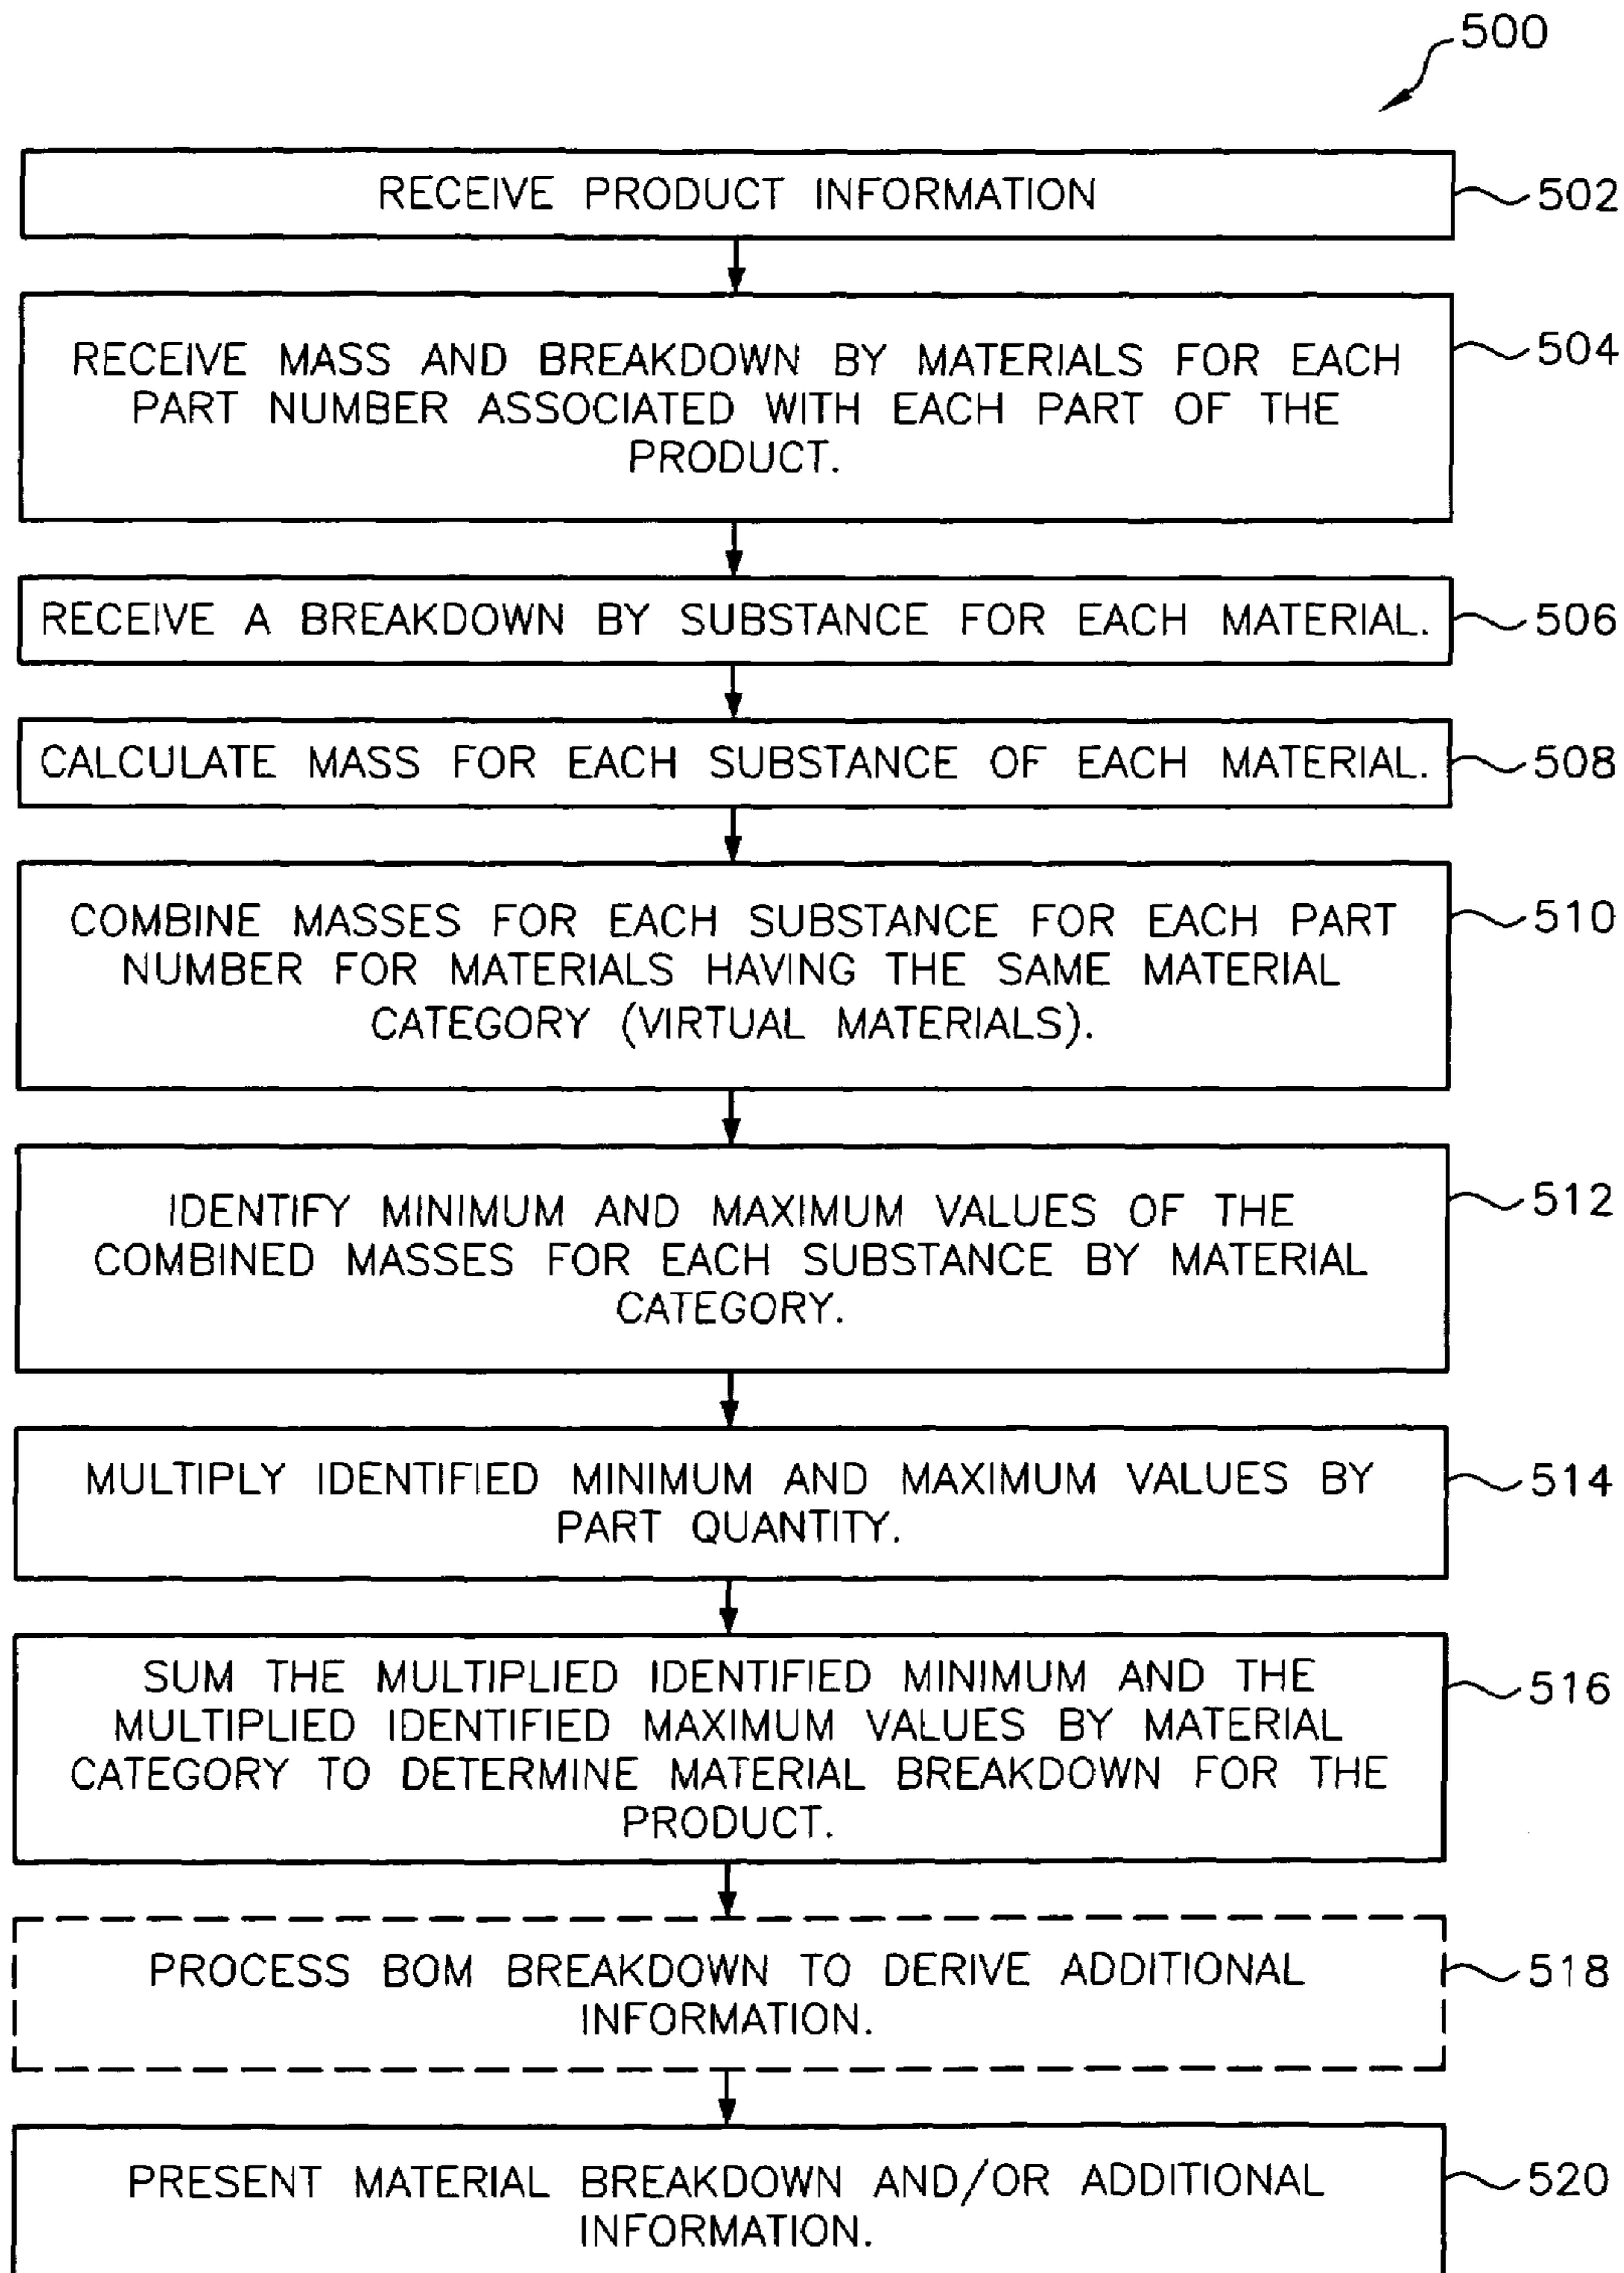 500
RECEIVE PRODUCT INFORMATION
502
RECEIVE MASS AND BREAKDOWN BY MATERIALS FOR EACH
PART NUMBER ASSOCIATED WITH EACH PART OF THE
PRODUCT.
504
RECEIVE A BREAKDOWN BY SUBSTANCE FOR EACH MATERIAL.
506
CALCULATE MASS FOR EACH SUBSTANCE OF EACH MATERIAL.
508
COMBINE MASSES FOR EACH SUBSTANCE FOR EACH PART
NUMBER FOR MATERIALS HAVING THE SAME MATERIAL
CATEGORY (VIRTUAL MATERIALS).
510
IDENTIFY MINIMUM AND MAXIMUM VALUES OF THE
COMBINED MASSES FOR EACH SUBSTANCE BY MATERIAL
CATEGORY.
512
MULTIPLY IDENTIFIED MINIMUM AND MAXIMUM VALUES BY
PART QUANTITY.
514
SUM THE MULTIPLIED IDENTIFIED MINIMUM AND THE
MULTIPLIED IDENTIFIED MAXIMUM VALUES BY MATERIAL
CATEGORY TO DETERMINE MATERIAL BREAKDOWN FOR THE
PRODUCT.
516
PROCESS BOM BREAKDOWN TO DERIVE ADDITIONAL
INFORMATION.
518
PRESENT MATERIAL BREAKDOWN AND/OR ADDITIONAL
INFORMATION.
520